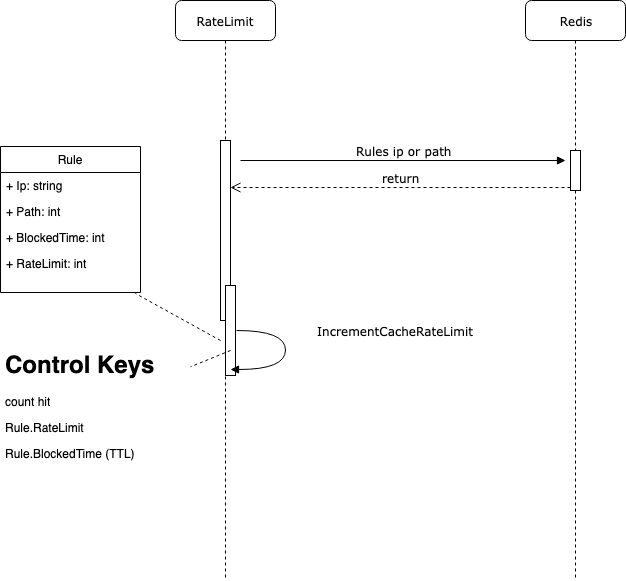 RateLimit
Redis
Rules ip or path
return
Rule
+ Ip: string
+ Path: int
+ BlockedTime: int
+ RateLimit: int
IncrementCacheRateLimit
Control Keys
count hit
Rule.RateLimit
Rule.BlockedTime (TTL)